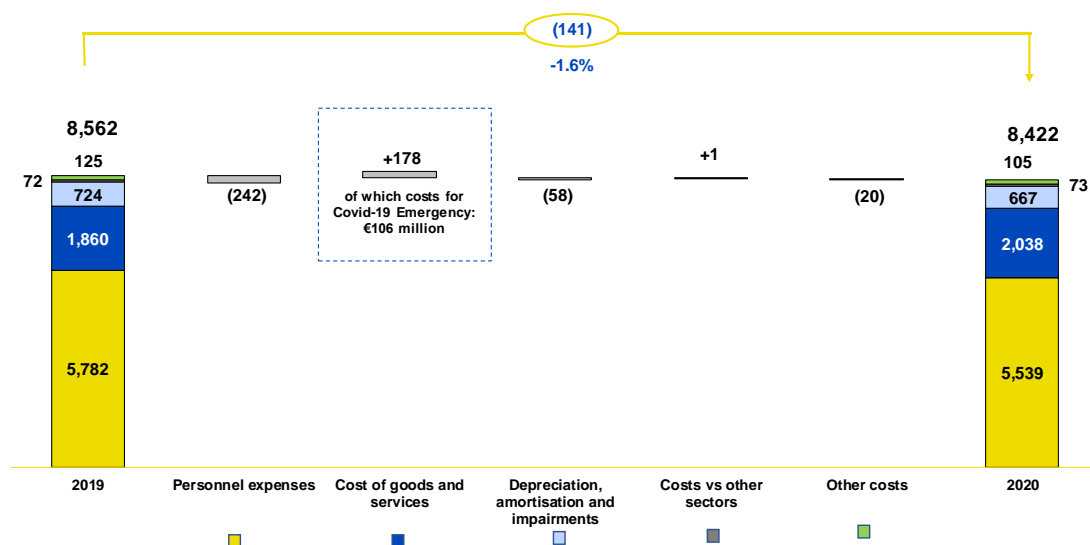 (141)
-1.6%
8,562
125
72
724
1,860
5,782
(242)
+178
of which costs for
Covid-19 Emergency:
€106 million
(58)
+1
(20)
8,422
105
73
667
2,038
5,539
2019
Personnel expenses
Cost of goods and
services
Depreciation,
amortisation and
impairments
Costs vs other
sectors
Other costs
2020